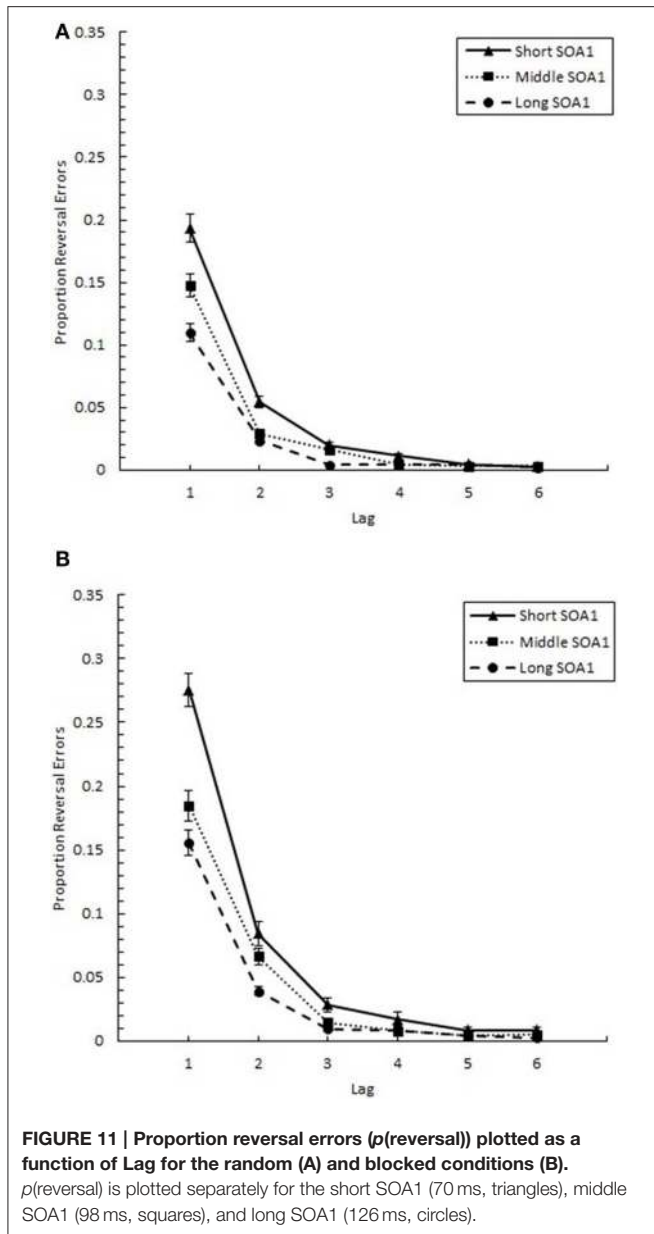 A
0.35
0.3
0.25
0.2
0.15
0.1
0.05
0
Proportion Reversal Errors
Short SOA1
Middle SOA1
Long SOA1
1 2 3 4 5 6
Lag
B
0.35
0.3
0.25
0.2
0.15
0.1
0.05
0
Proportion Reversal Errors
Short SOA1
Middle SOA1
Long SOA1
1 2 3 4 5 6
Lag
FIGURE 11 | Proportion reversal errors (p(reversal)) plotted as a
function of Lag for the random (A) and blocked conditions (B).
p(reversal) is plotted separately for the short SOA1 (70 ms, triangles), middle
SOA1 (98 ms, squares), and long SOA1 (126 ms, circles).